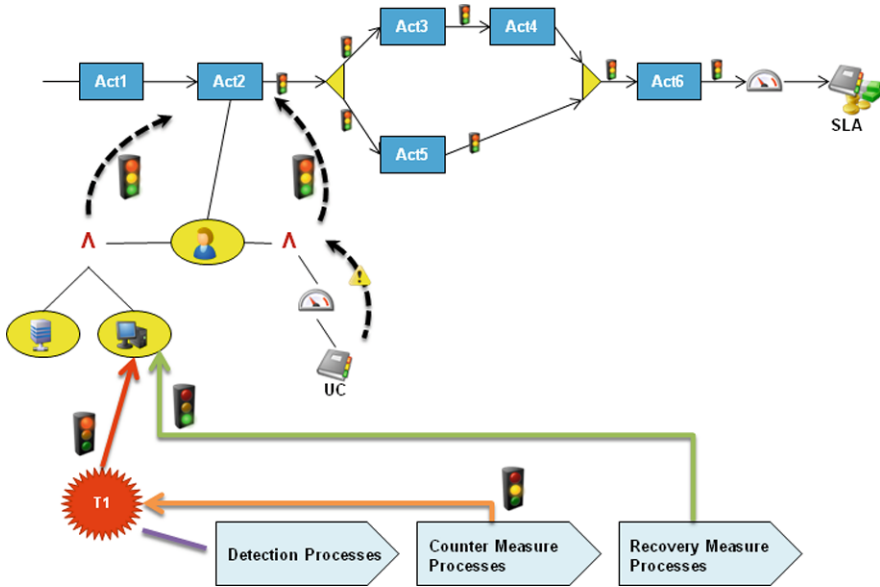 Act3
Act4
Act1
Act2
Act6
SLA
Act5
Λ
Λ
UC
T1
Detection Processes
Counter Measure
Processes
Recovery Measure
Processes